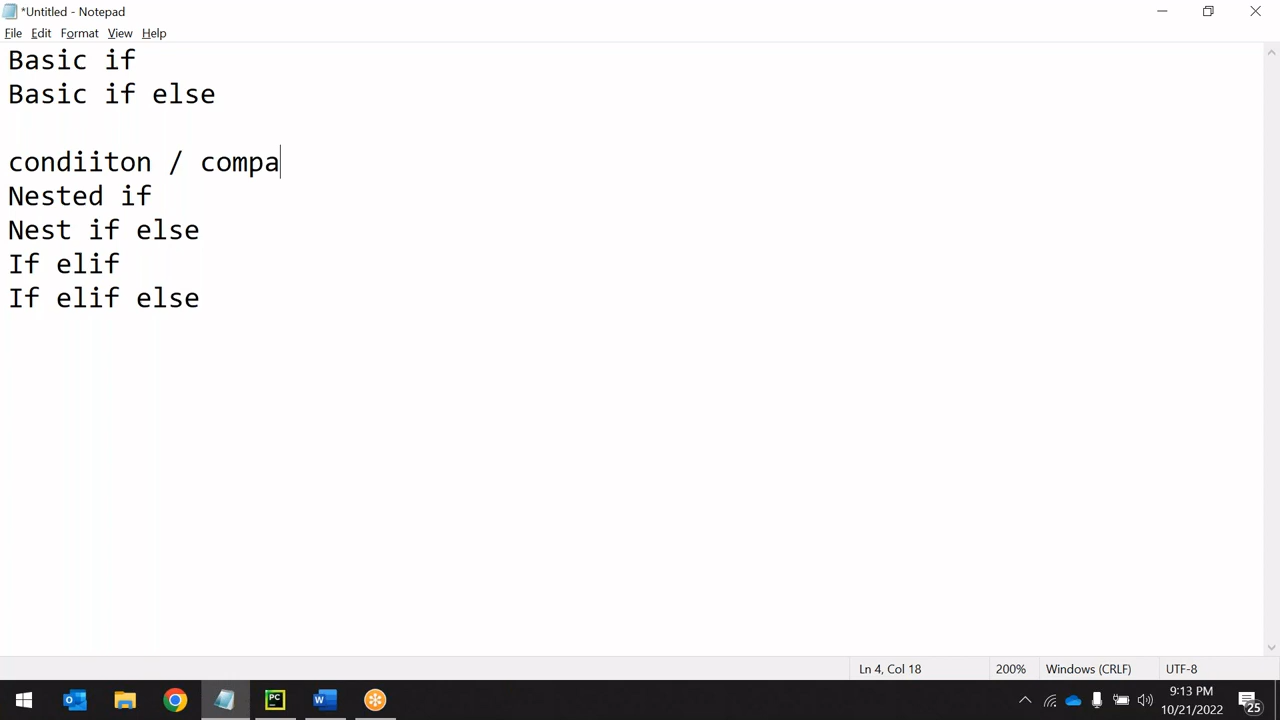 *Untitled - Notepad
File Edit Format View Help
Basic if
Basic if else
condiiton / compa
Nested if
Nest if else
If elif
If elif else
Ln 4, Col 18 200% Windows (CRLF) UTF-8
PC W 9:13 PM
10/21/2022
25